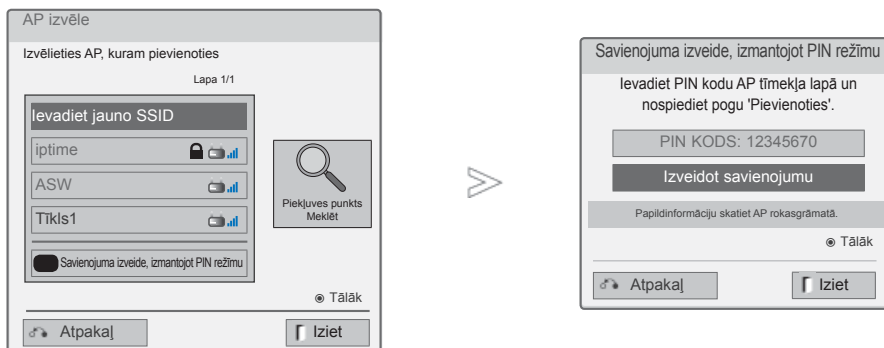 AP izvēle
Izvēlieties AP, kuram pievienoties
Lapa 1/1
Ievadiet jauno SSID
iptime
ASW
Tīkls1
Savienojuma izveide, izmantojot PIN režīmu
Piekļuves punkts
Meklēt
Tālāk
Atpakaļ
Iziet
Savienojuma izveide, izmantojot PIN režīmu
Ievadiet PIN kodu AP tīmekļa lapā un
nospiediet pogu 'Pievienoties'.
PIN KODS: 12345670
Izveidot savienojumu
Papildinformāciju skatiet AP rokasgrāmatā.
Tālāk
Atpakaļ
Iziet